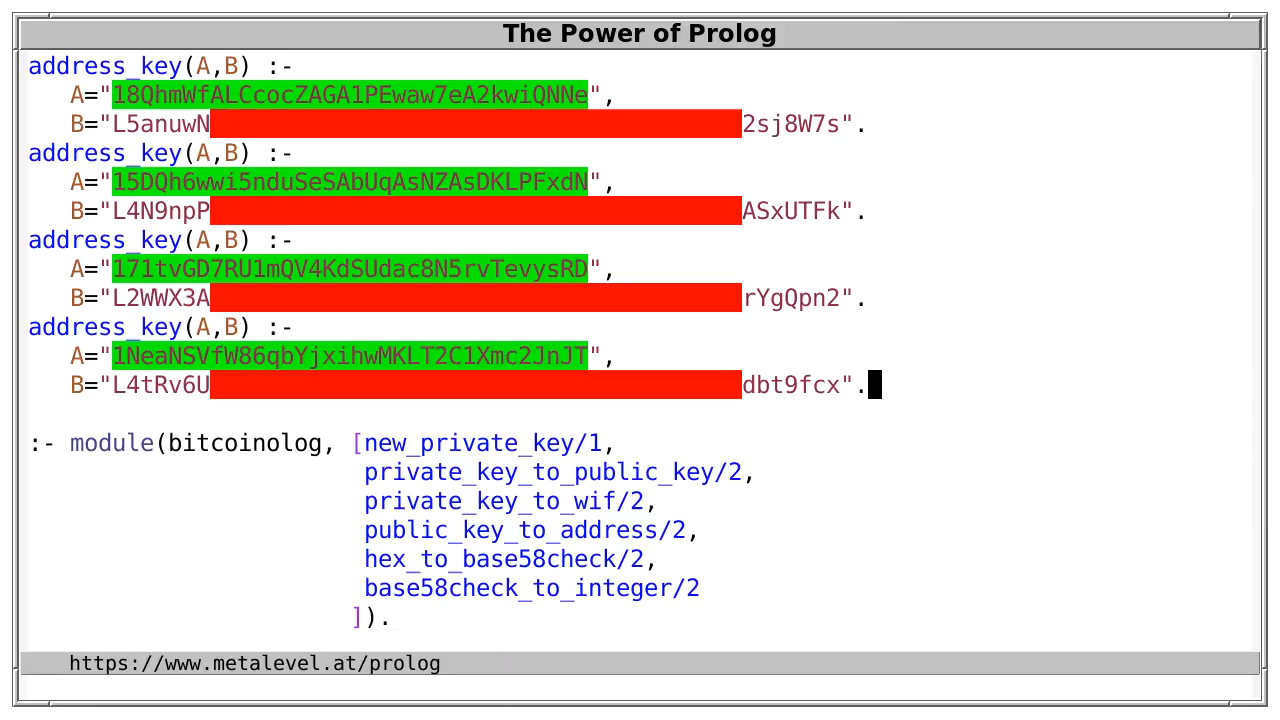 The Power of Prolog
address_key(A,B) :-
   A="18QhmWfALCcocZAGA1PEwaw7eA2kwiQNNe",
   B="L5anuwN 2sj8W7s".
address_key(A,B) :-
   A="15DQh6wwi5nduSeSAbUqAsNZAsDKLPFxdN",
   B="L4N9npP ASxUTFk".
address_key(A,B) :-
   A="171tvGD7RU1mQV4KdSUdac8N5rvTevysRD",
   B="L2WWX3A rYgQpn2".
address_key(A,B) :-
   A="1NeaNSVfW86qbYjxihwMKLT2C1Xmc2JnJT",
   B="L4tRv6U dbt9fcx".
:- module(bitcoinolog, [new_private_key/1,
                        private_key_to_public_key/2,
                        private_key_to_wif/2,
                        public_key_to_address/2,
                        hex_to_base58check/2,
                        base58check_to_integer/2
                       ]).
https://www.metalevel.at/prolog